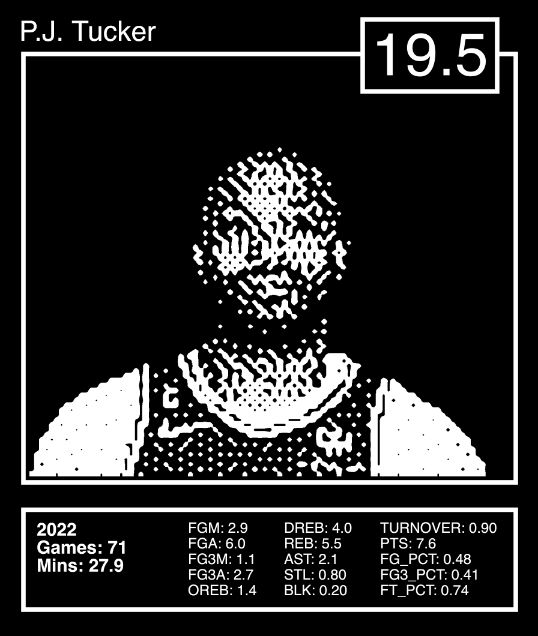 P.J. Tucker
19.5
2022
Games: 71
Mins: 27.9
FGM: 2.9
FGA: 6.0
FG3M: 1.1
FG3A: 2.7
OREB: 1.4
DREB: 4.0
REB: 5.5
AST: 2.1
STL: 0.80
BLK: 0.20
TURNOVER: 0.90
PTS: 7.6
FG_PCT: 0.48
FG3_PCT: 0.41
FT_PCT: 0.74